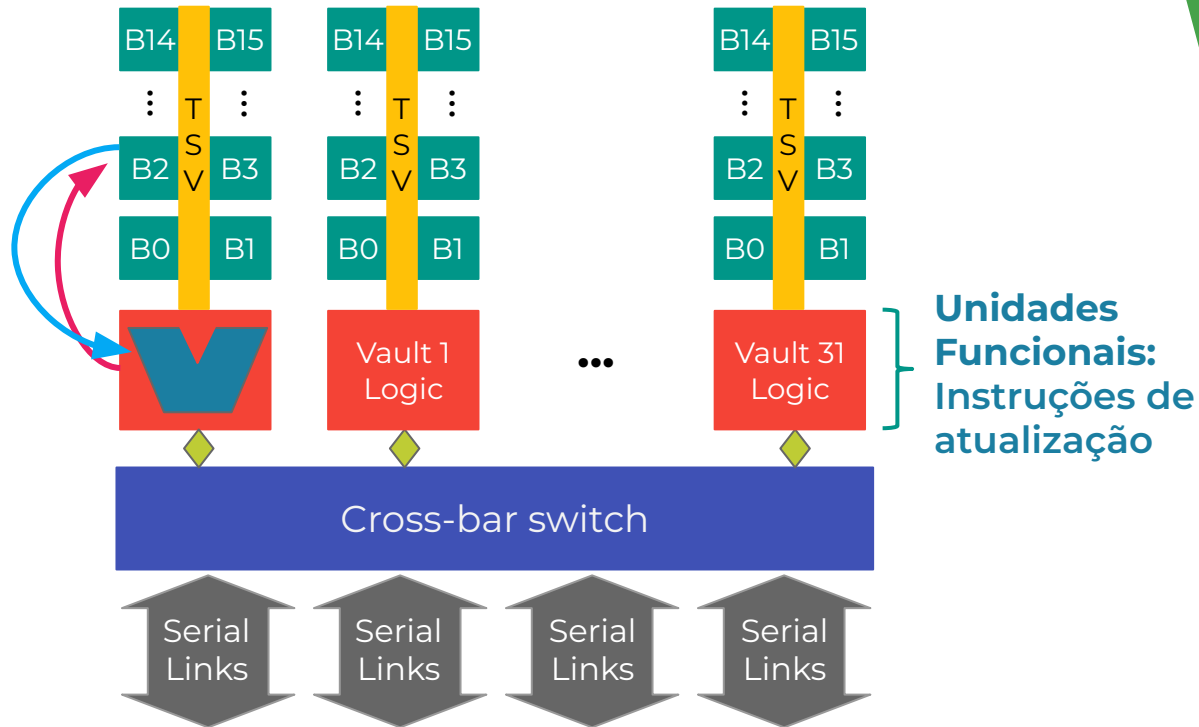 B14 B15 B14 B15 B14 B15
T
S
V
T
S
V
T
S
V
B2 B3 B2 B3 B2 B3
B0 B1 B0 B1 B0 B1
Vault 1
Logic
...
Vault 31
Logic
Unidades
Funcionais:
Instruções de
atualização
Cross-bar switch
Serial
Links
Serial
Links
Serial
Links
Serial
Links